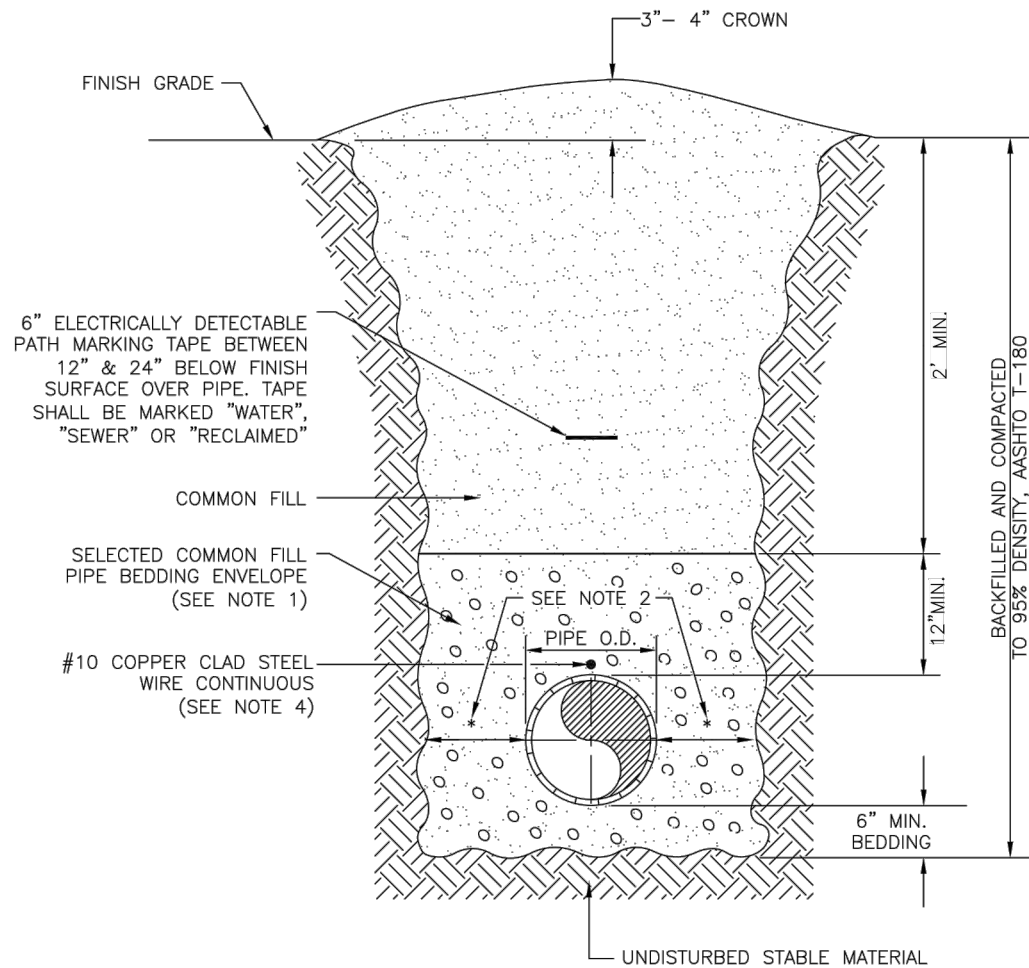 3"- 4" CROWN
FINISH GRADE
6" ELECTRICALLY DETECTABLE
PATH MARKING TAPE BETWEEN
12" & 24" BELOW FINISH
SURFACE OVER PIPE. TAPE
SHALL BE MARKED "WATER",
"SEWER" OR "RECLAIMED"
COMMON FILL
SELECTED COMMON FILL
PIPE BEDDING ENVELOPE
(SEE NOTE 1)
#10 COPPER CLAD STEEL
WIRE CONTINUOUS
(SEE NOTE 4)
SEE NOTE 2
PIPE O.D.
*
*
2' MIN.
12"MIN.
6" MIN.
BEDDING
BACKFILLED AND COMPACTED
TO 95% DENSITY, AASHTO T-180
UNDISTURBED STABLE MATERIAL